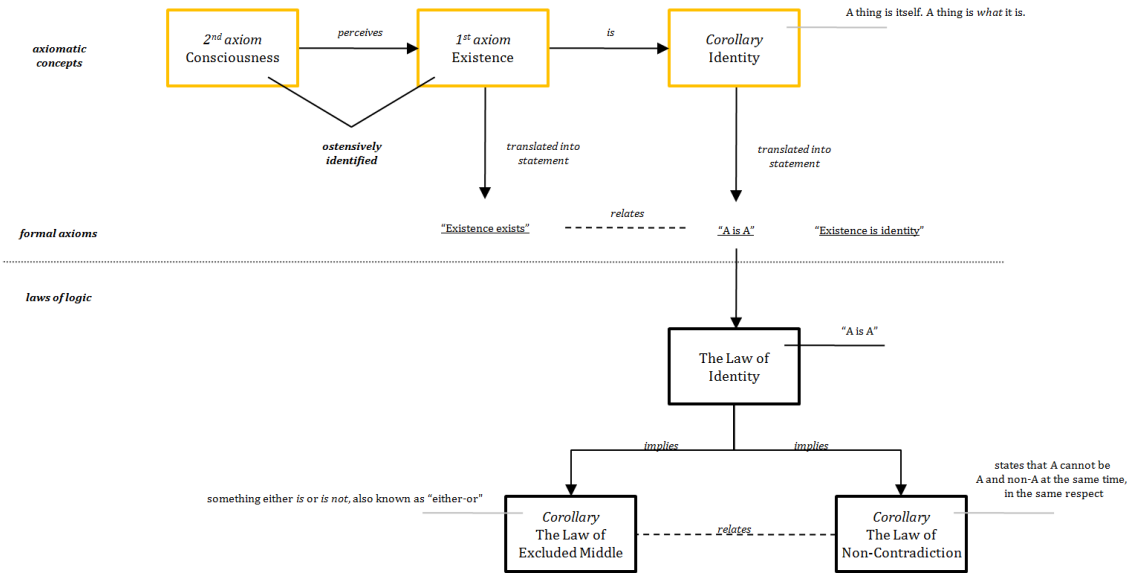 A thing is itself. A thing is what it is.
axiomatic
concepts
2nd axiom
Consciousness
perceives
1st axiom
Existence
is
Corollary
Identity
ostensively
identified
translated into
statement
translated into
statement
formal axioms
“Existence exists”
relates
“A is A”
“Existence is identity”
laws of logic
The Law of
Identity
“A is A”
implies
implies
something either is or is not, also known as “either-or”
Corollary
The Law of
Excluded Middle
relates
Corollary
The Law of
Non-Contradiction
states that A cannot be
A and non-A at the same time,
in the same respect